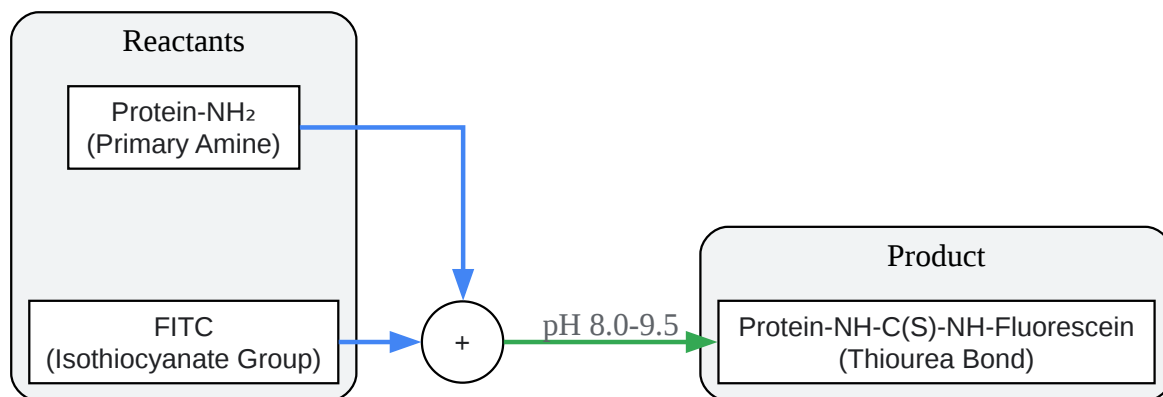 Reactants
Protein-NH₂
(Primary Amine)
FITC
(Isothiocyanate Group)
+
pH 8.0-9.5
Product
Protein-NH-C(S)-NH-Fluorescein
(Thiourea Bond)